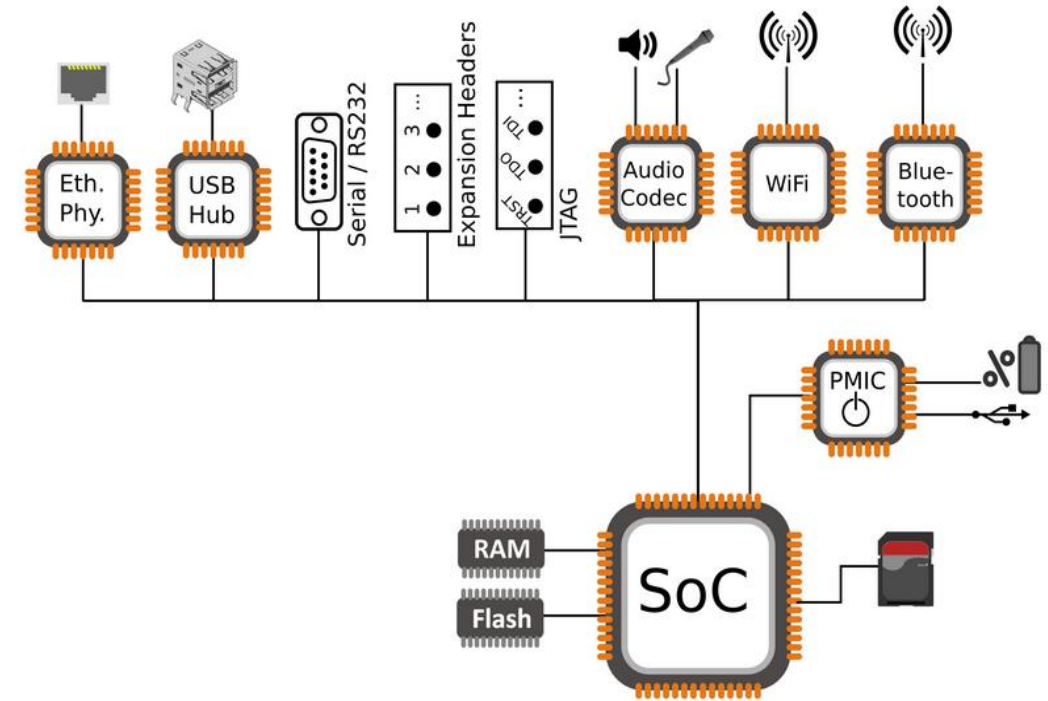 Eth.
Phy.
USB
Hub
Serial / RS232
1 2 3 ...
Expansion Headers
TRST TDO TDI ...
JTAG
Audio
Codec
WiFi
Blue-
tooth
PMIC
%
RAM
Flash
SoC